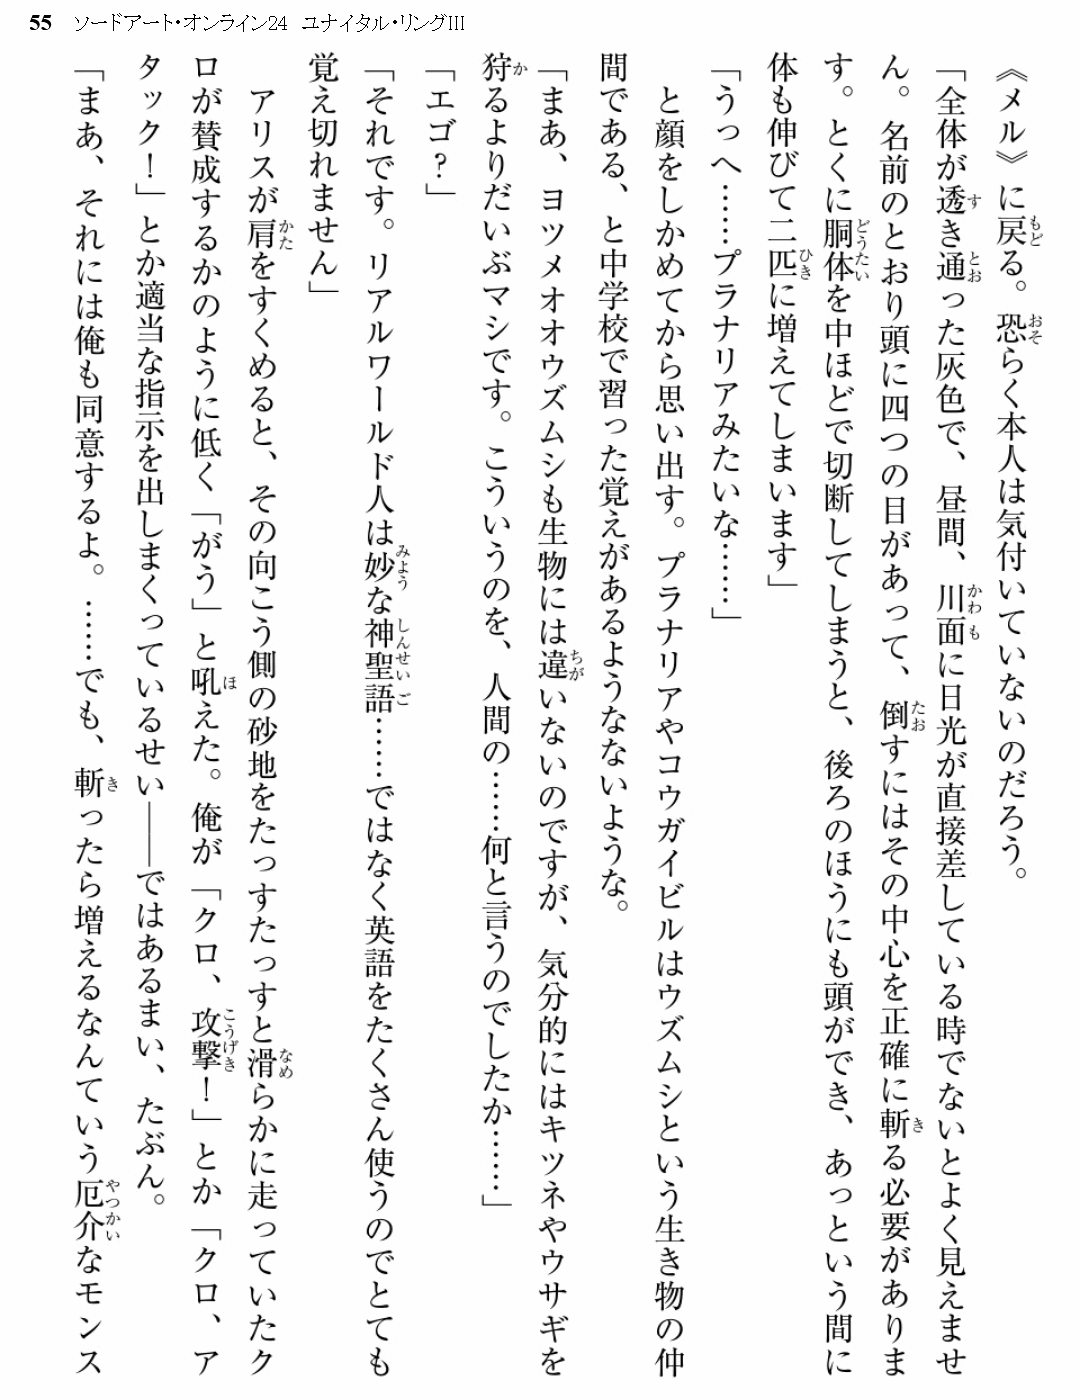 55 ソードアート・オンライン24 ユナイタル・リングIII
《メル》に戻る。恐らく本人は気付いていないのだろう。
「全体が透き通った灰色で、昼間、川面に日光が直接差している時でないとよく見えませ
ん。名前のとおり頭に四つの目があって、倒すにはその中心を正確に斬る必要がありま
す。とくに胴体を中ほどで切断してしまうと、後ろのほうにも頭ができ、あっという間に
体も伸びて二匹に増えてしまいます」
「うっへ……プラナリアみたいな……」
と顔をしかめてから思い出す。プラナリアやコウガイビルはウズムシという生き物の仲
間である、と中学校で習った覚えがあるようなないような。
「まあ、ヨツメオオウズムシも生物には違いないのですが、気分的にはキツネやウサギを
狩るよりだいぶマシです。こういうのを、人間の……何と言うのでしたか……」
「エゴ？」
「それです。リアルワールド人は妙な神聖語……ではなく英語をたくさん使うのでとても
覚え切れません」
アリスが肩をすくめると、その向こう側の砂地をたっすたっすと滑らかに走っていたク
ロが賛成するかのように低く「がう」と吼えた。俺が「クロ、攻撃！」とか「クロ、ア
タック！」とか適当な指示を出しまくっているせい――ではあるまい、たぶん。
「まあ、それには俺も同意するよ。……でも、斬ったら増えるなんていう厄介なモンス